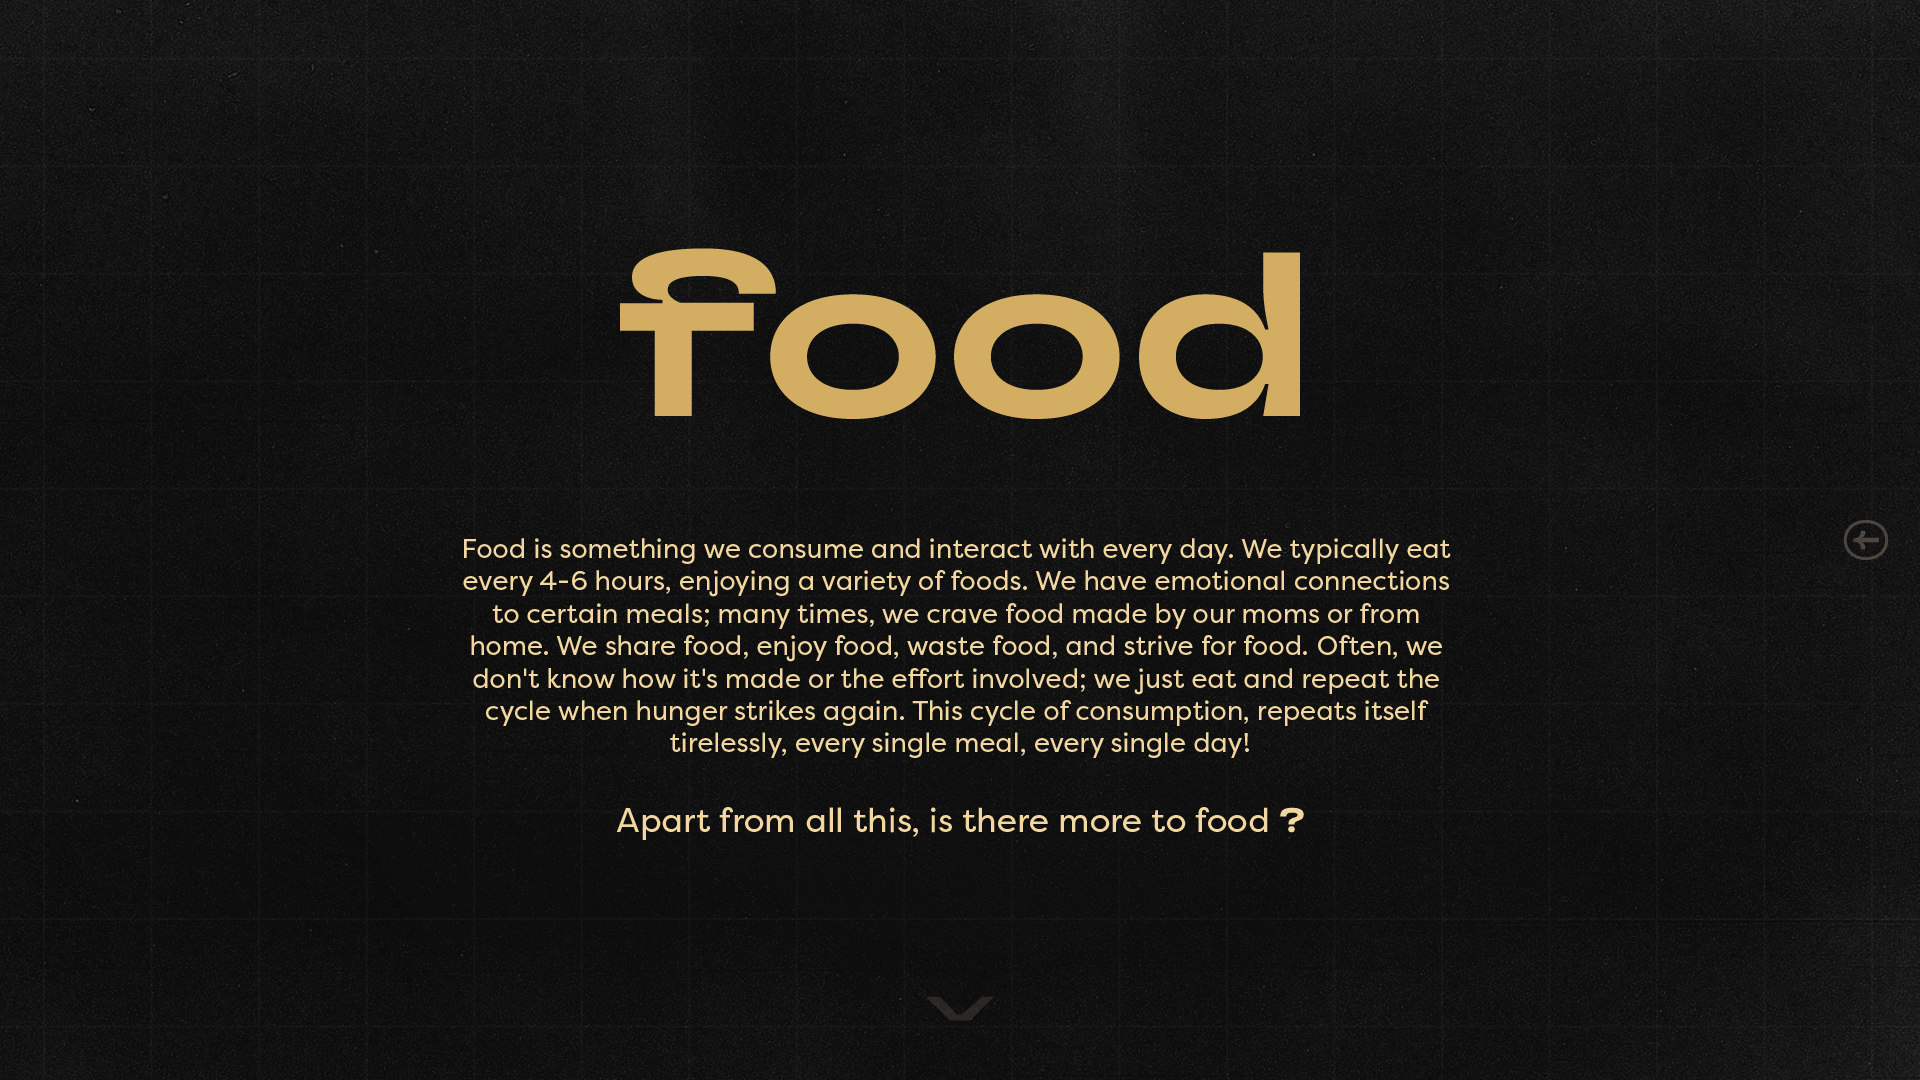 food
Food is something we consume and interact with every day. We typically eat
every 4-6 hours, enjoying a variety of foods. We have emotional connections
to certain meals; many times, we crave food made by our moms or from
home. We share food, enjoy food, waste food, and strive for food. Often, we
don't know how it's made or the effort involved; we just eat and repeat the
cycle when hunger strikes again. This cycle of consumption, repeats itself
tirelessly, every single meal, every single day!
Apart from all this, is there more to food ?